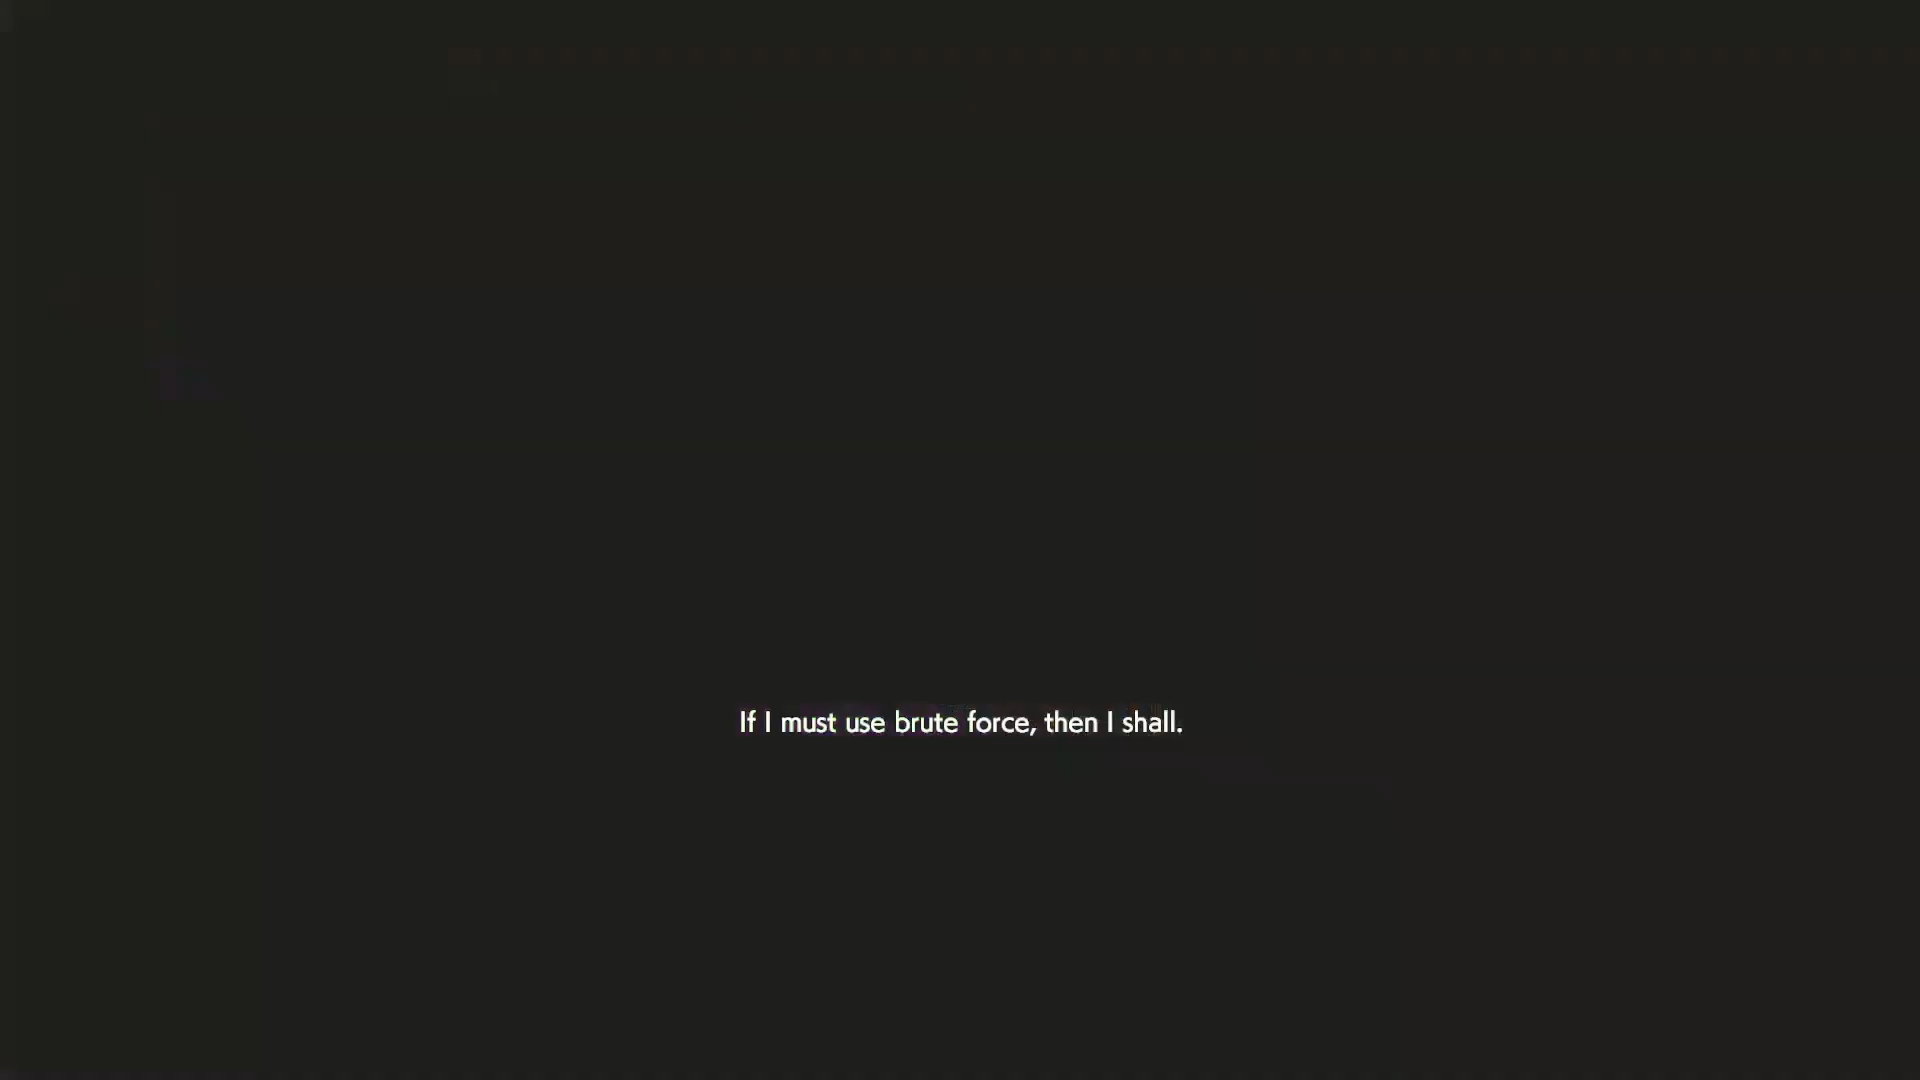 If I must use brute force, then I shall.